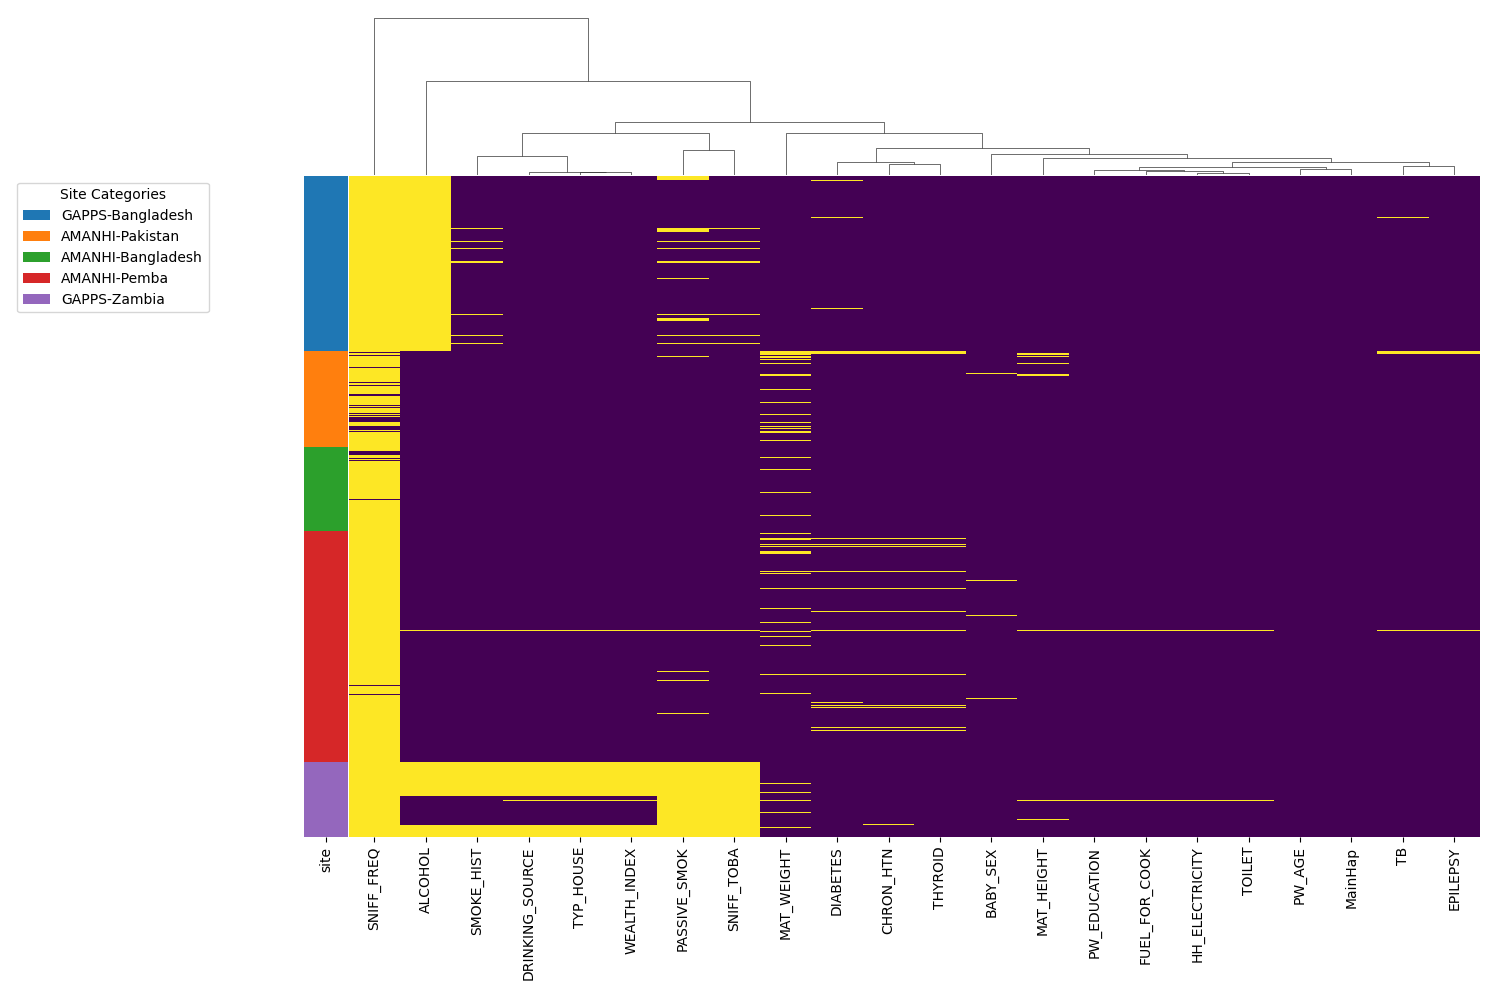 Site Categories
GAPPS-Bangladesh
AMANHI-Pakistan
AMANHI-Bangladesh
AMANHI-Pemba
GAPPS-Zambia
site
SNIFF_FREQ
ALCOHOL
SMOKE_HIST
DRINKING_SOURCE
TYP_HOUSE
WEALTH_INDEX
PASSIVE_SMOK
SNIFF_TOBA
MAT_WEIGHT
DIABETES
CHRON_HTN
THYROID
BABY_SEX
MAT_HEIGHT
PW_EDUCATION
FUEL_FOR_COOK
HH_ELECTRICITY
TOILET
PW_AGE
MainHap
TB
EPILEPSY